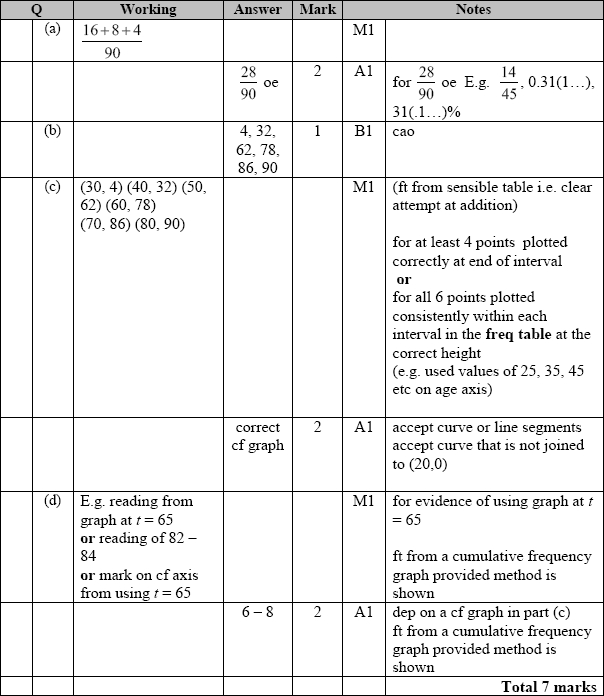 Q Working Answer Mark Notes
(a) 16+8+4 M1
90
28 2 A1 for 28 oe E.g. 14 , 0.31(1…),
90 oe 90 45
31(.1…)%
(b) 4, 32, 1 B1 cao
62, 78,
86, 90
(c) (30, 4) (40, 32) (50, M1 (ft from sensible table i.e. clear
62) (60, 78) attempt at addition)
(70, 86) (80, 90)
for at least 4 points plotted
correctly at end of interval
or
for all 6 points plotted
consistently within each
interval in the freq table at the
correct height
(e.g. used values of 25, 35, 45
etc on age axis)
correct 2 A1 accept curve or line segments
cf graph accept curve that is not joined
to (20,0)
(d) E.g. reading from M1 for evidence of using graph at t
graph at t = 65 = 65
or reading of 82 –
84 ft from a cumulative frequency
or mark on cf axis graph provided method is
from using t = 65 shown
6 – 8 2 A1 dep on a cf graph in part (c)
ft from a cumulative frequency
graph provided method is
shown
Total 7 marks